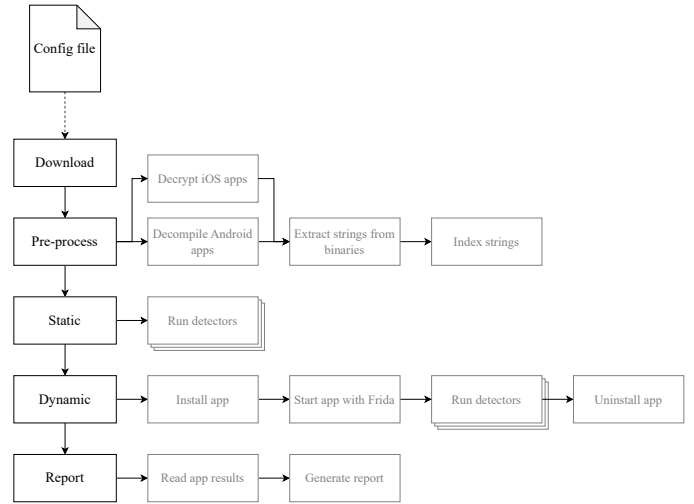 Config file
Download
Decrypt iOS apps
Pre-process
Decompile Android
apps
Extract strings from
binaries
Index strings
Static
Run detectors
Dynamic
Install app
Start app with Frida
Run detectors
Uninstall app
Report
Read app results
Generate report